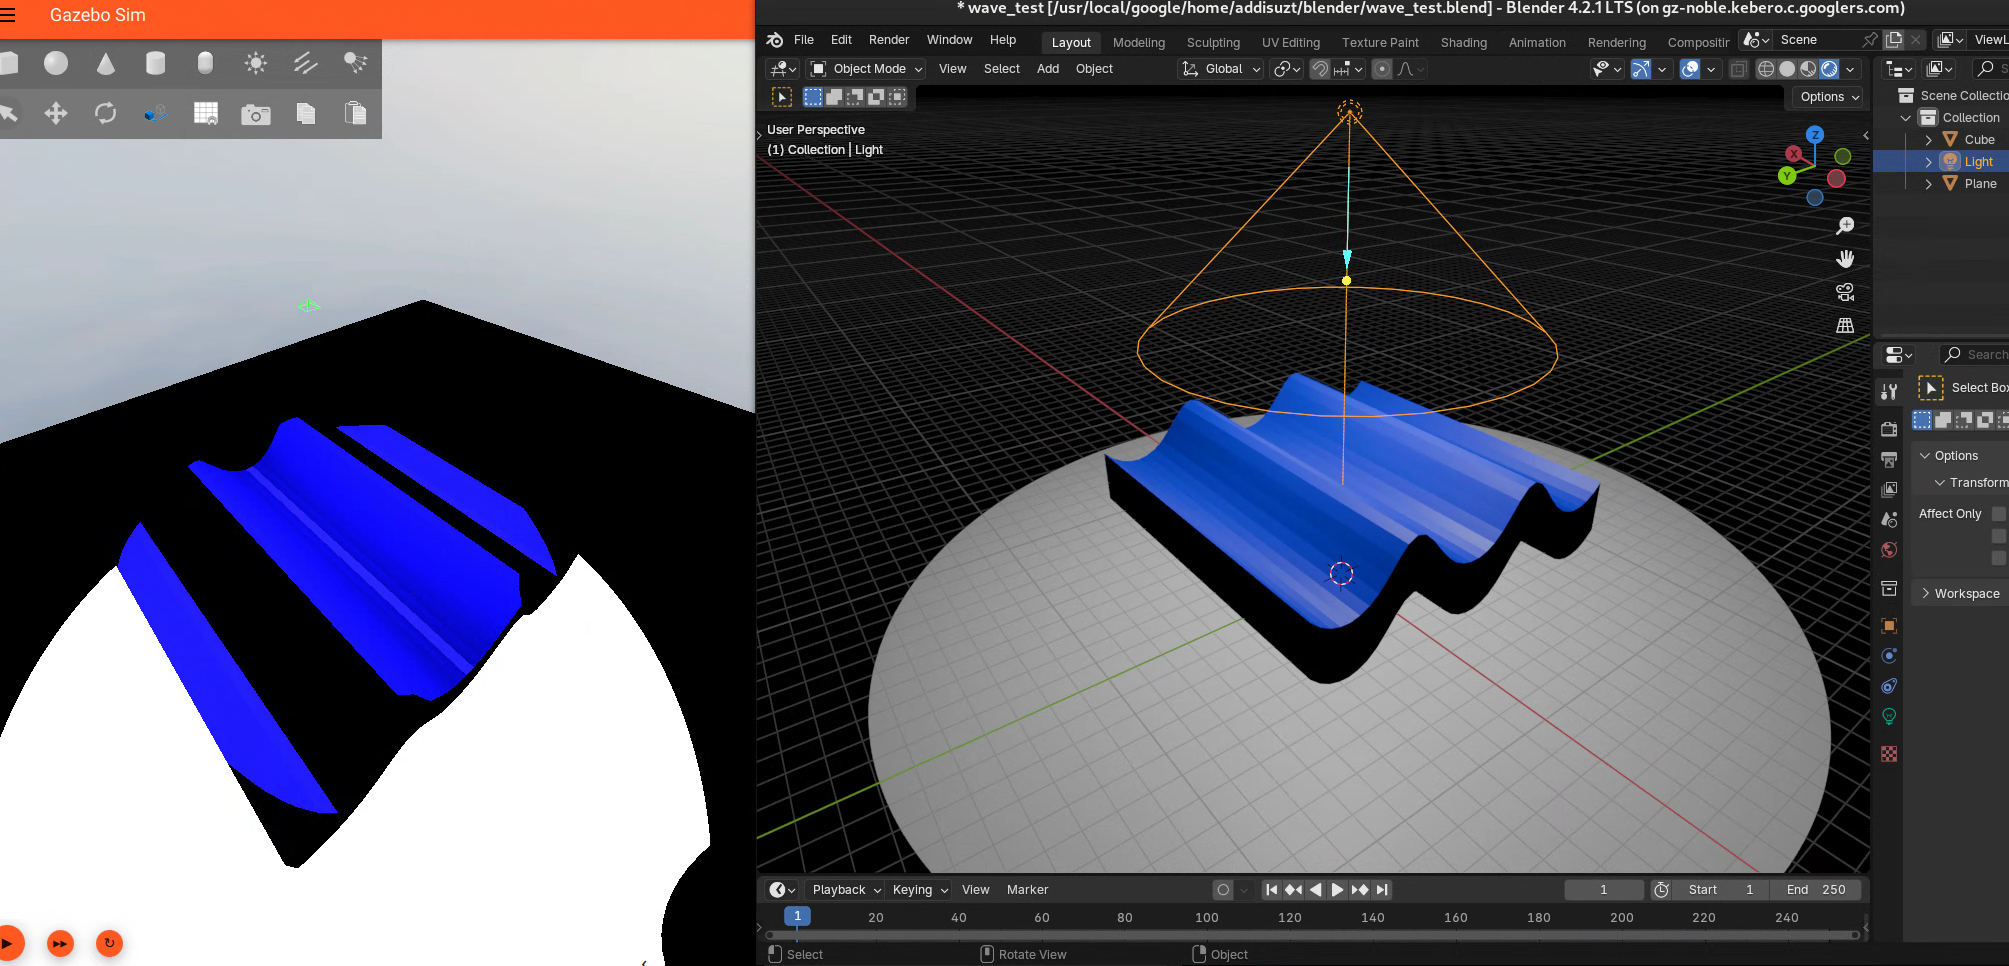 Gazebo Sim
* wave_test [/usr/local/google/home/addisuzt/blender/wave_test.blend] - Blender 4.2.1 LTS (on gz-noble.kebero.c.googlers.com)
File Edit Render Window Help Layout Modeling Sculpting UV Editing Texture Paint Shading Animation Rendering Compositin Scene ViewL
Object Mode View Select Add Object Global
Options
User Perspective
(1) Collection | Light
Z
Y
Scene Collectio
Collection
Cube
Light
Plane
Search
Select Box
Options
Transform
Affect Only
Workspace
Playback Keying View Marker 1 Start 1 End 250
1 20 40 60 80 100 120 140 160 180 200 220 240
Select Rotate View Object